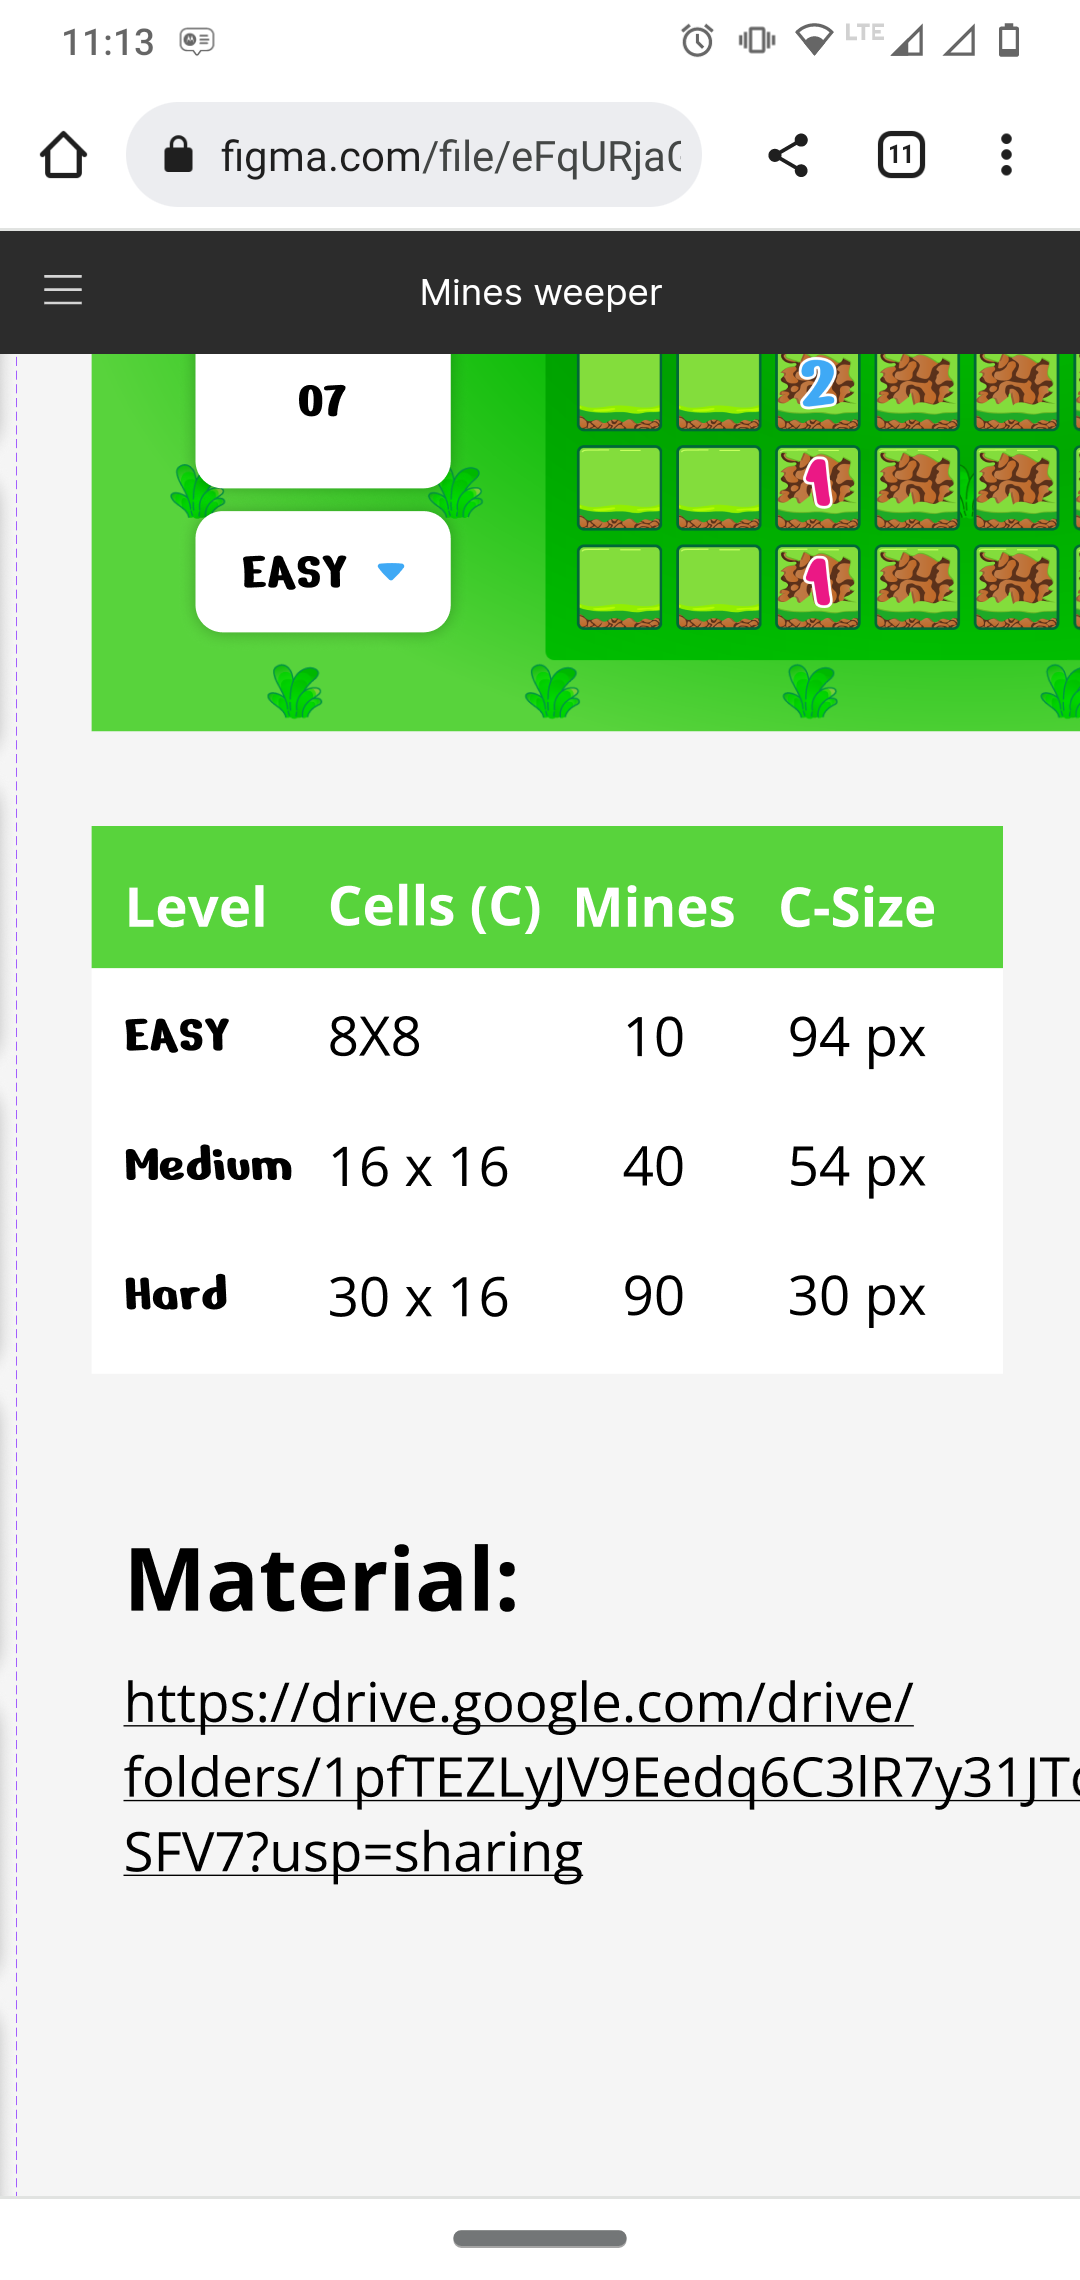 11:13
LTE
figma.com/file/eFqURja
11
Mines weeper
07
2
1
EASY
1
Level Cells (C) Mines C-Size
EASY 8X8 10 94 px
Medium 16 x 16 40 54 px
Hard 30 x 16 90 30 px
Material:
https://drive.google.com/drive/
folders/1pfTEZLyJV9Eedq6C3lR7y31JT
SFV7?usp=sharing